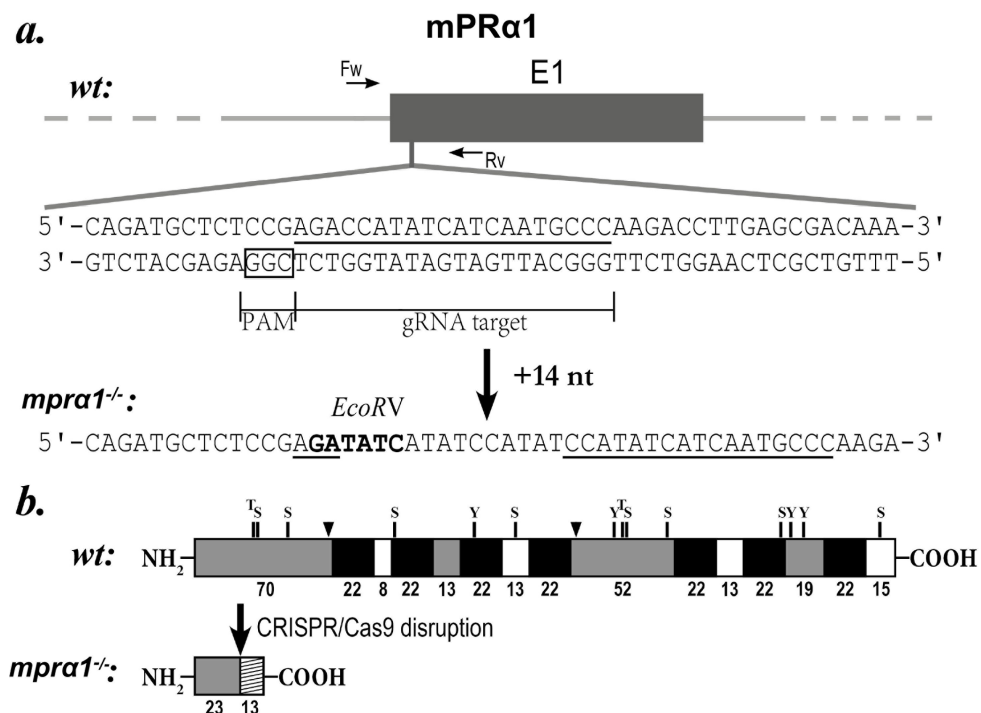 a.
mPRα1
wt:
Fw
E1
Rv
5'-CAGATGCTCTCCGAGACCATATCATCAATGCCCAAGACCTTGAGCGACAAA-3'
3'-GTCTACGAGAGGCTCTGGTATAGTAGTTACGGGTTCTGGAACTCGCTGTTT-5'
PAM
gRNA target
+14 nt
mprα1-/-:
EcoRV
5'-CAGATGCTCTCCGAGATATCATATCCATATCCATATCATCAATGCCCAAGA-3'
b.
T S S S Y S Y T S S S Y Y S
wt:
NH2 COOH
70 22 8 22 13 22 13 22 52 22 13 22 19 22 15
CRISPR/Cas9 disruption
mprα1-/-:
NH2 COOH
23 13